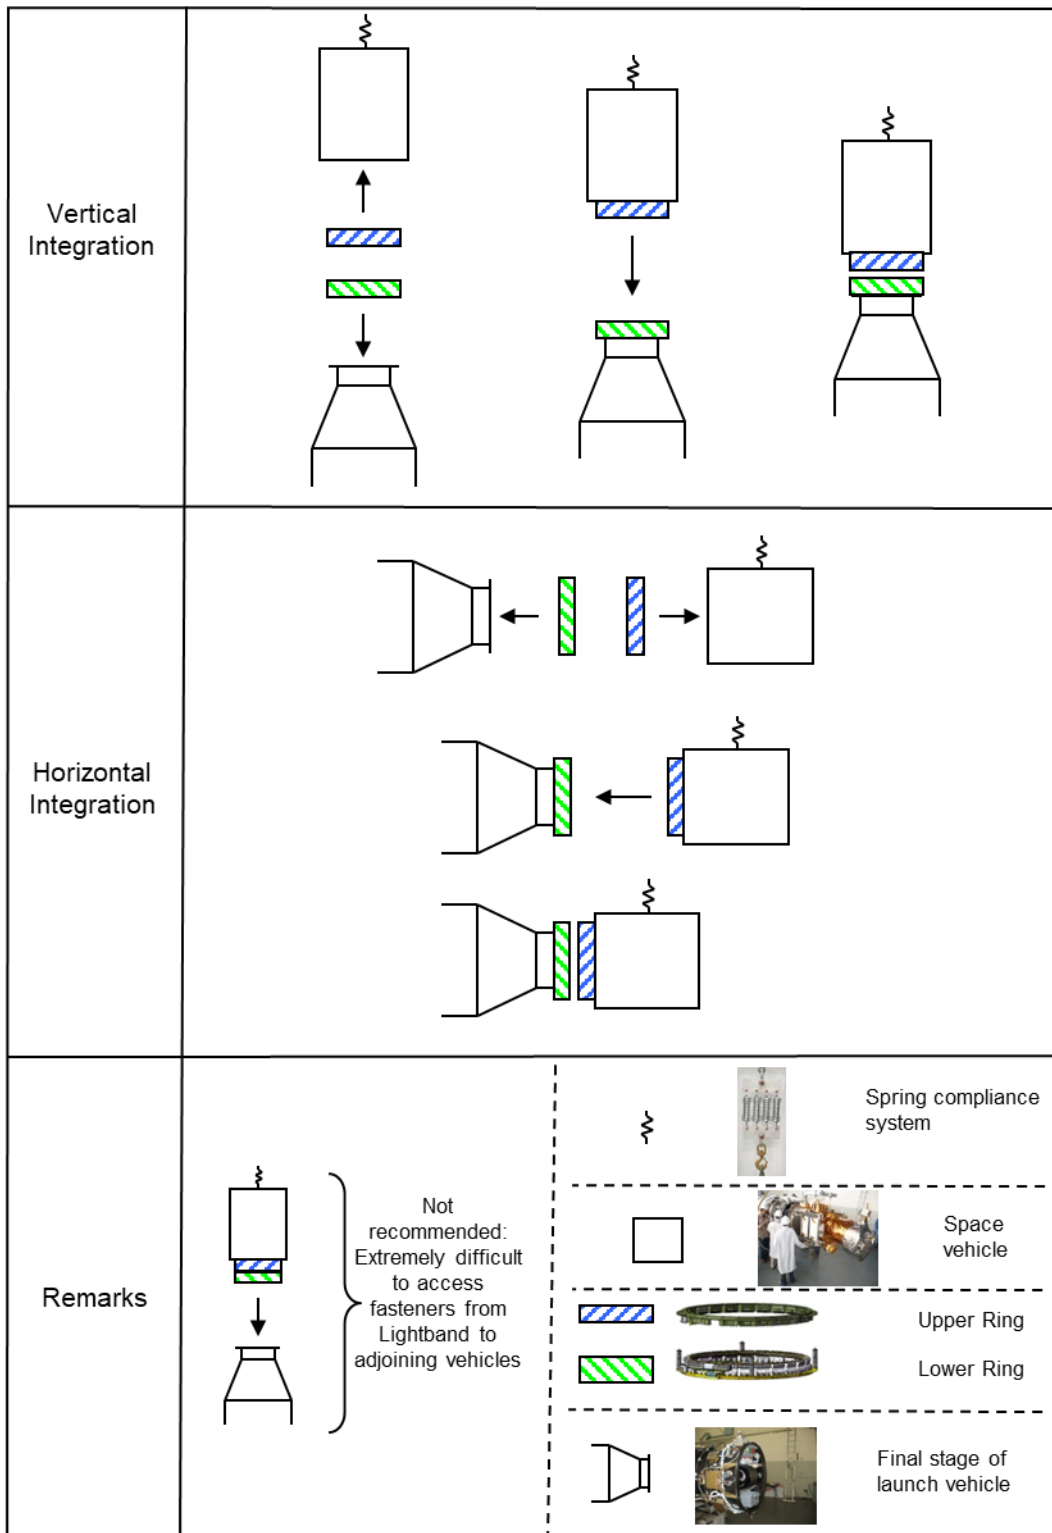 Vertical
Integration
Horizontal
Integration
Remarks
Not
recommended:
Extremely difficult
to access
fasteners from
Lightband to
adjoining vehicles
Spring compliance
system
Space
vehicle
Upper Ring
Lower Ring
Final stage of
launch vehicle